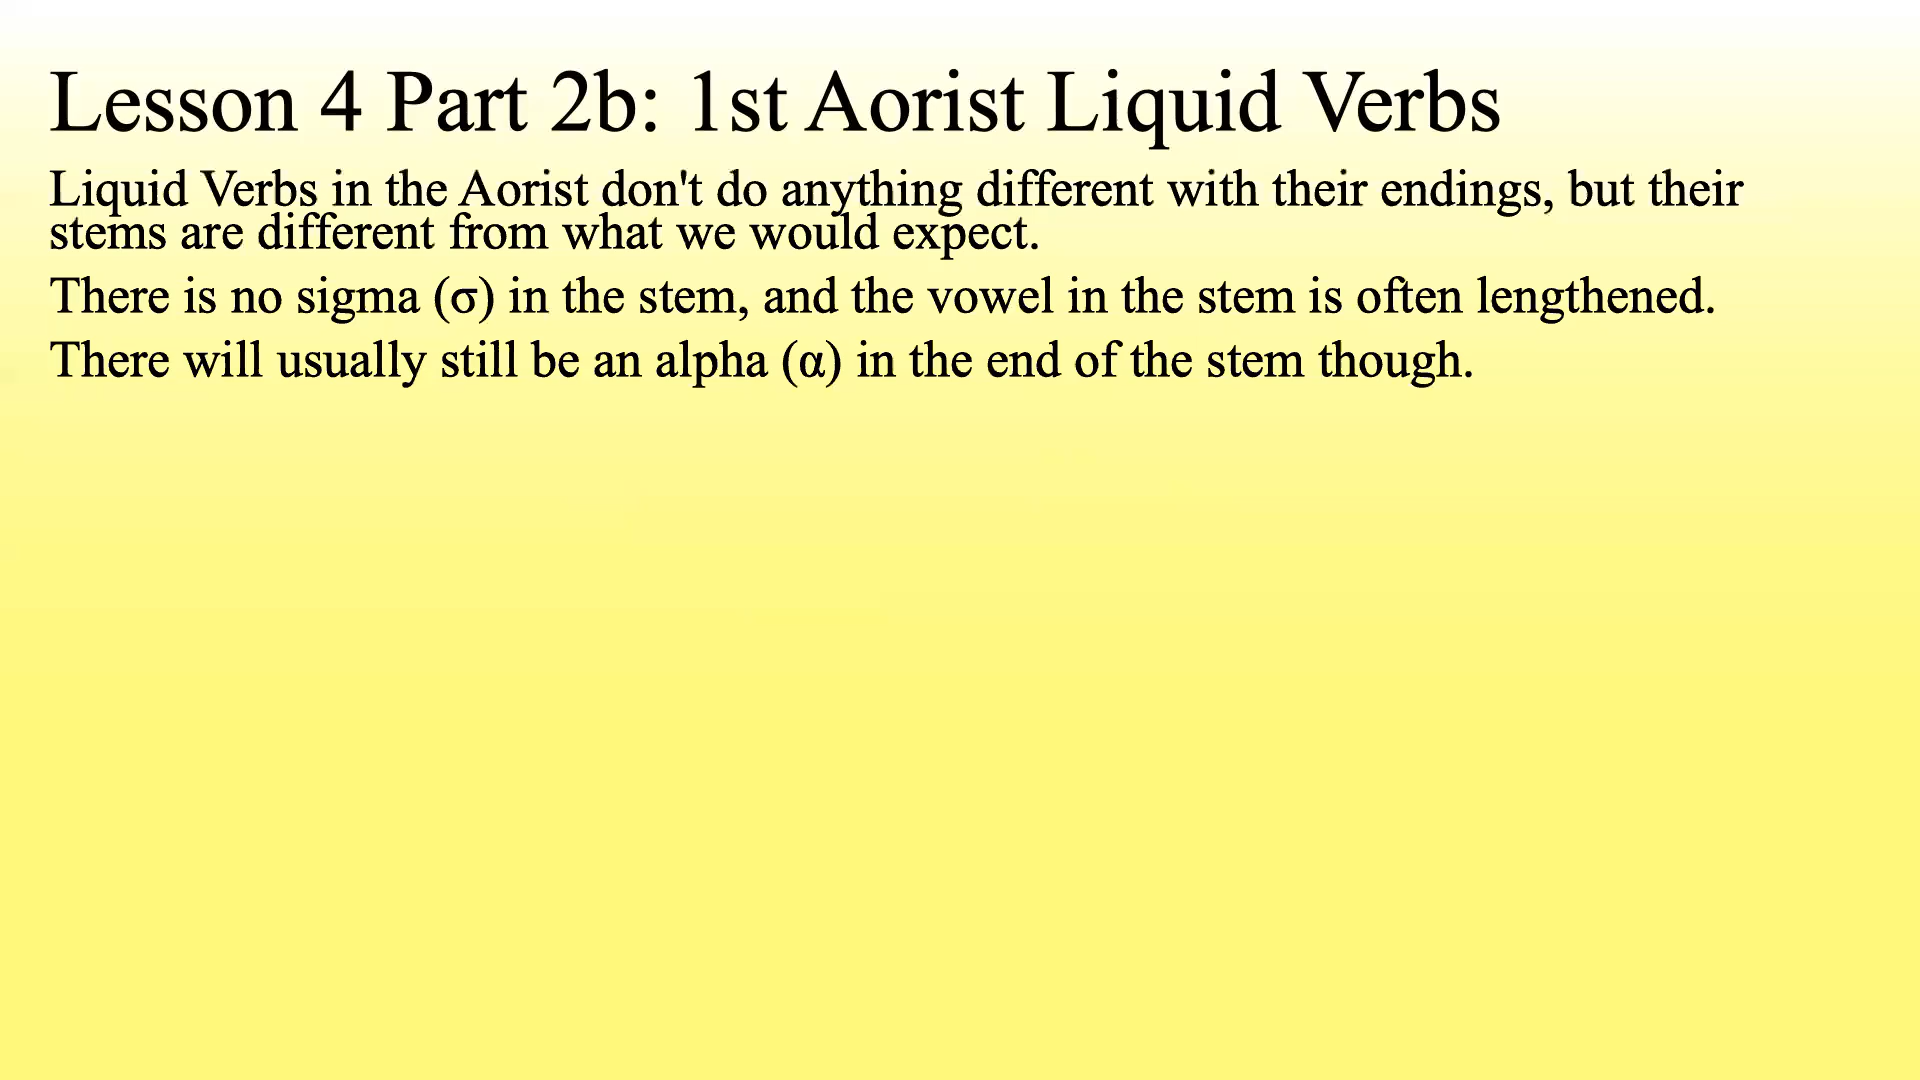 Lesson 4 Part 2b: 1st Aorist Liquid Verbs
Liquid Verbs in the Aorist don't do anything different with their endings, but their
stems are different from what we would expect.
There is no sigma (σ) in the stem, and the vowel in the stem is often lengthened.
There will usually still be an alpha (α) in the end of the stem though.